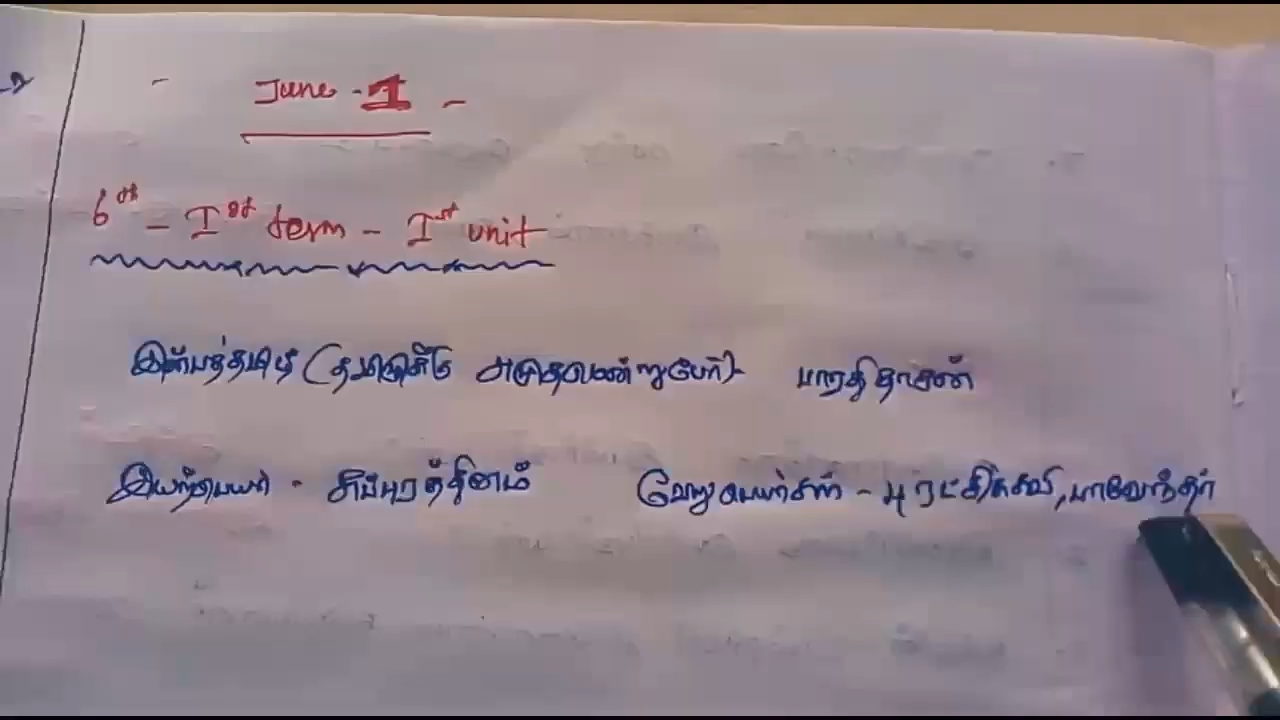 June - 1 -
6th - Ist term - Ist unit
இன்பத்தமிழ் (தமிழுக்கு அமுதென்றுபேர்)- பாரதிதாசன்
இயற்பெயர் - சுப்புரத்தினம் வேறுபெயர்கள் - புரட்சிக்கவி, பாவேந்தர்